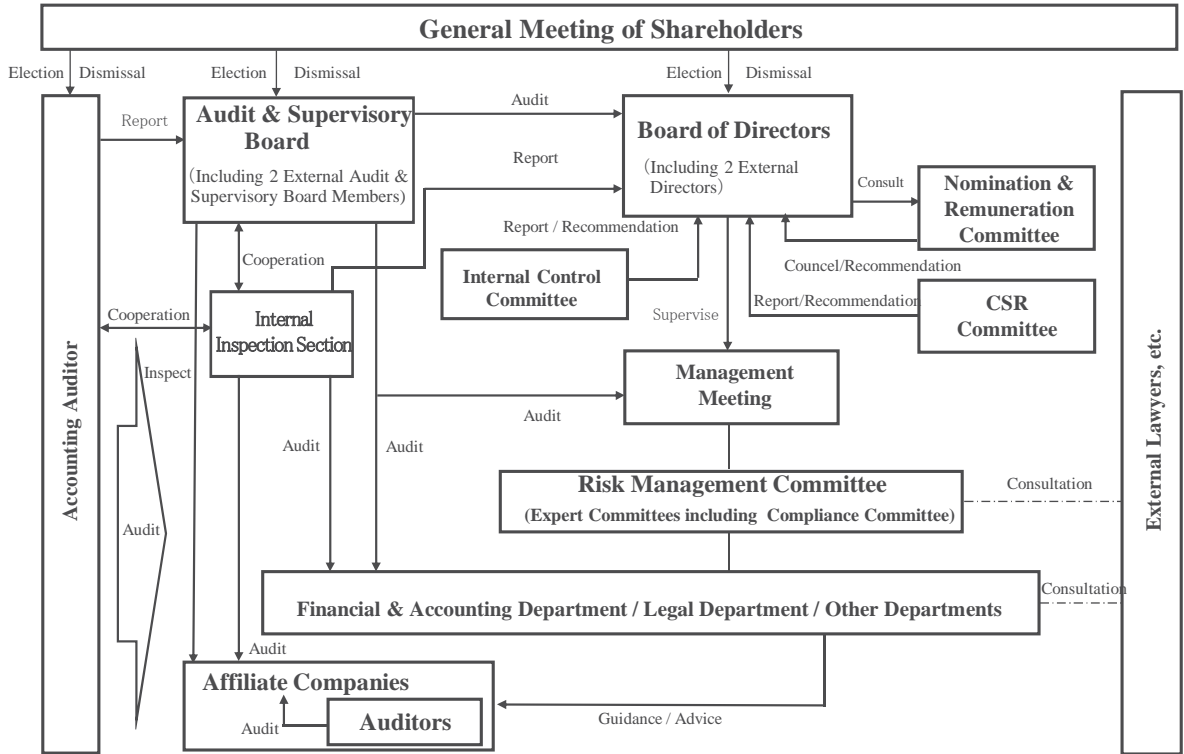 General Meeting of Shareholders
Election Dismissal
Election Dismissal
Election Dismissal
Accounting Auditor
Report
Audit & Supervisory
Board
(Including 2 External Audit &
Supervisory Board Members)
Audit
Report
Board of Directors
(Including 2 External
Directors)
Consult
Nomination &
Remuneration
Committee
Report / Recommendation
Councel/Recommendation
Cooperation
Internal Control
Committee
Report/Recommendation
CSR
Committee
Cooperation
Internal
Inspection Section
Supervise
External Lawyers, etc.
Inspect
Management
Meeting
Audit
Audit
Audit
Audit
Risk Management Committee
(Expert Committees including Compliance Committee)
Consultation
Financial & Accounting Department / Legal Department / Other Departments
Consultation
Audit
Affiliate Companies
Audit
Auditors
Guidance / Advice